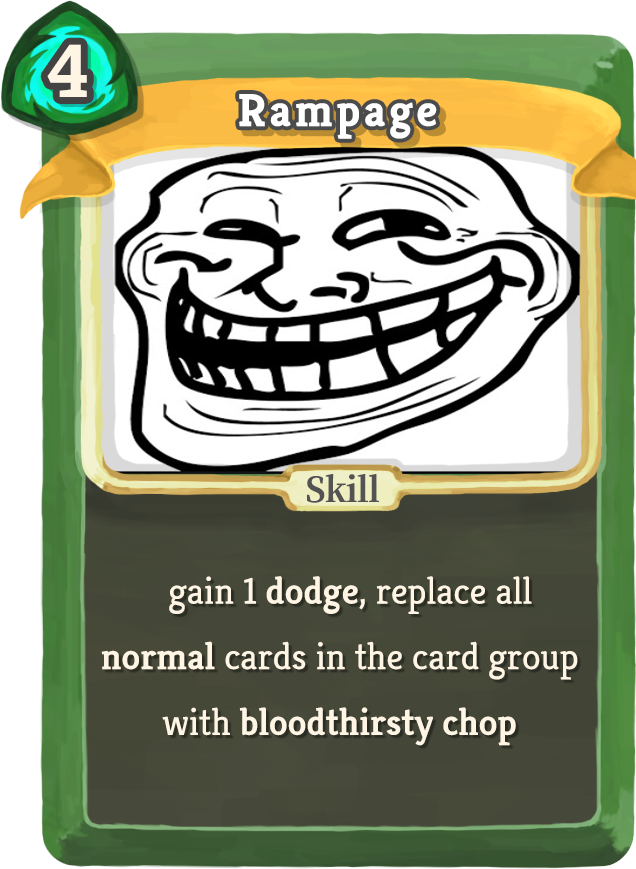 4
Rampage
Skill
gain 1 dodge, replace all
normal cards in the card group
with bloodthirsty chop